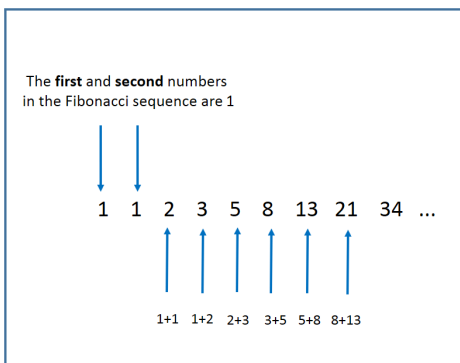 The first and second numbers
in the Fibonacci sequence are 1
1 1 2 3 5 8 13 21 34 ...
1+1 1+2 2+3 3+5 5+8 8+13